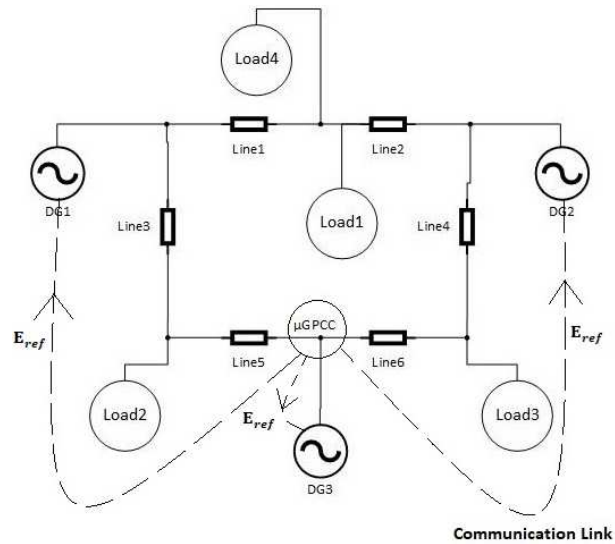 Load4
Line1
Line2
DG1
DG2
Line3
Load1
Line4
µGPCC
E_ref
E_ref
Line5
Line6
Load2
E_ref
Load3
DG3
Communication Link